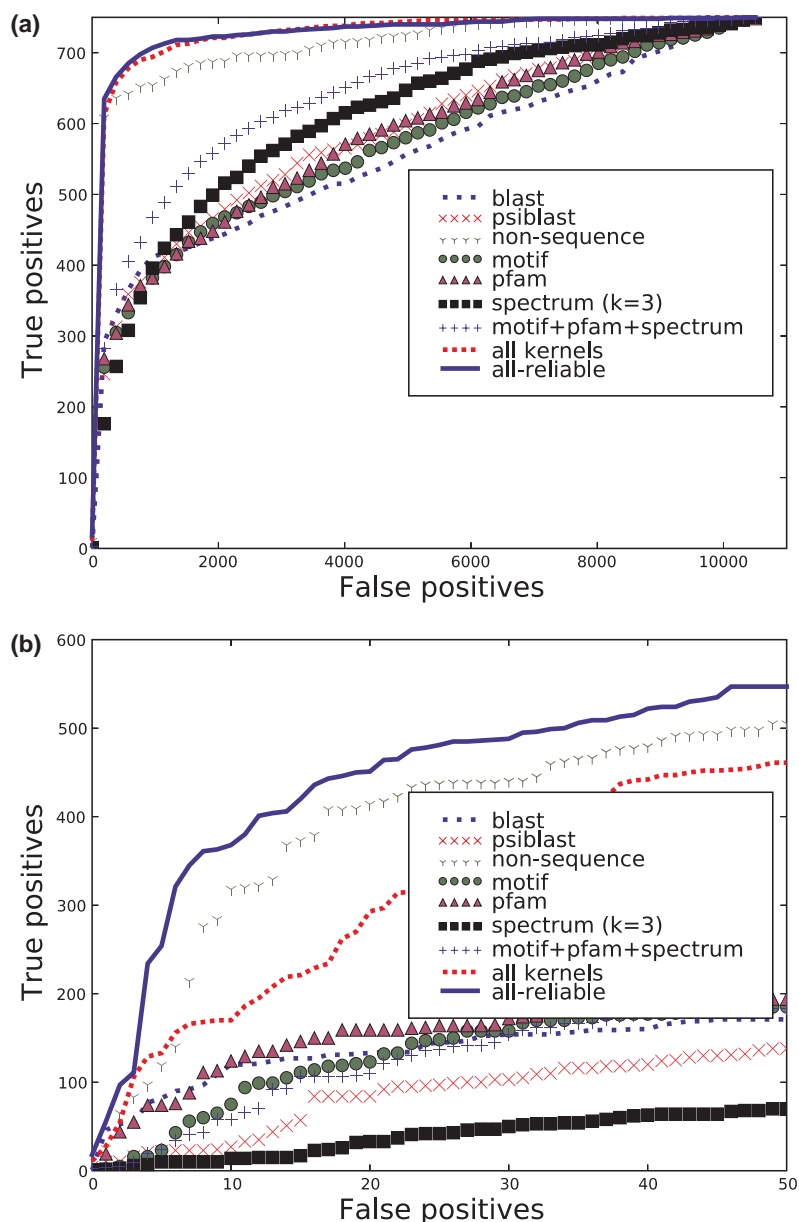 (a)
True positives
700
600
500
400
300
200
100
0
blast
psiblast
non-sequence
motif
pfam
spectrum (k=3)
motif+pfam+spectrum
all kernels
all-reliable
0 2000 4000 6000 8000 10000
False positives
(b)
True positives
600
500
400
300
200
100
0
blast
psiblast
non-sequence
motif
pfam
spectrum (k=3)
motif+pfam+spectrum
all kernels
all-reliable
0 10 20 30 40 50
False positives